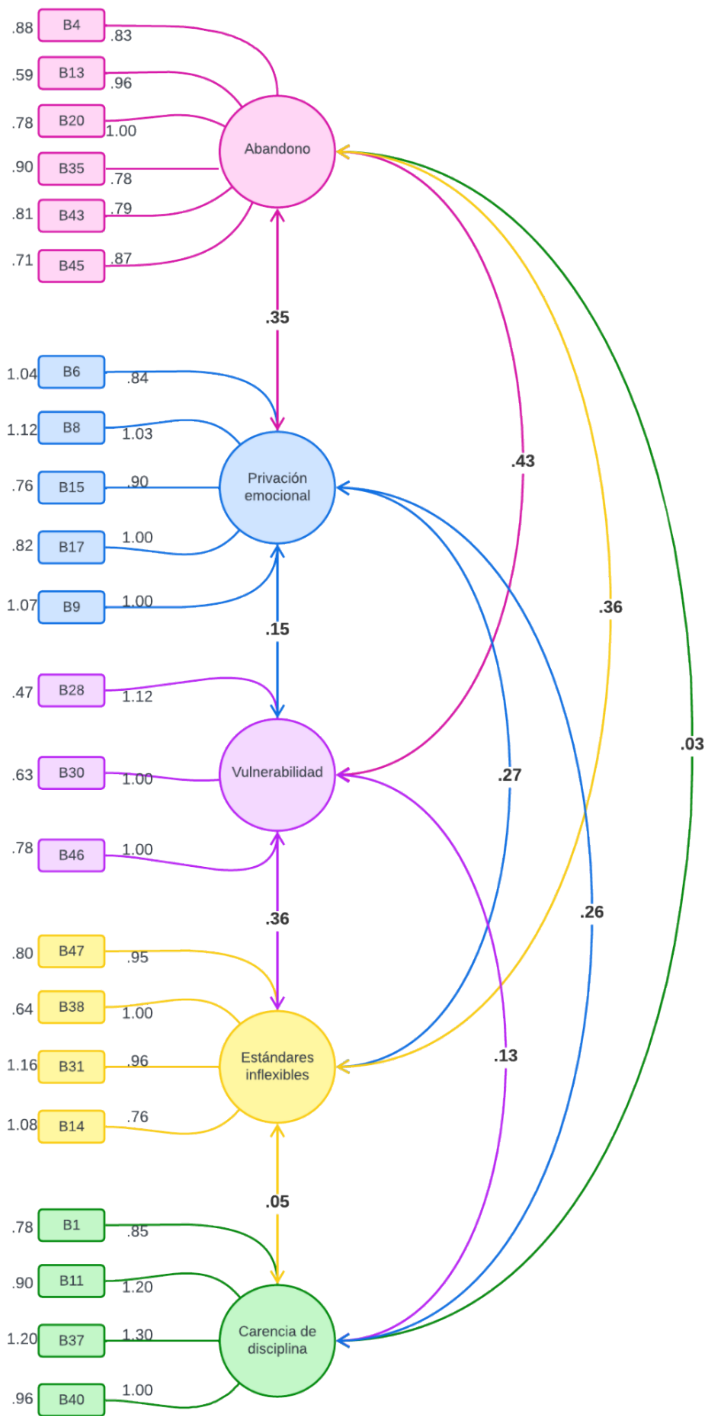 .88 B4 .83
.59 B13 .96
.78 B20 1.00
Abandono
.90 B35 .78
.81 B43 .79
.71 B45 .87
.35
1.04 B6 .84
1.12 B8 1.03
.43
.76 B15 .90
Privación
emocional
.82 B17 1.00
1.07 B9 1.00
.36
.15
.47 B28 1.12
.03
.63 B30 1.00
Vulnerabilidad
.27
.78 B46 1.00
.36
.26
.80 B47 .95
.64 B38 1.00
1.16 B31 .96
Estándares
inflexibles
.13
1.08 B14 .76
.05
.78 B1 .85
.90 B11 1.20
1.20 B37 1.30
Carencia de
disciplina
.96 B40 1.00